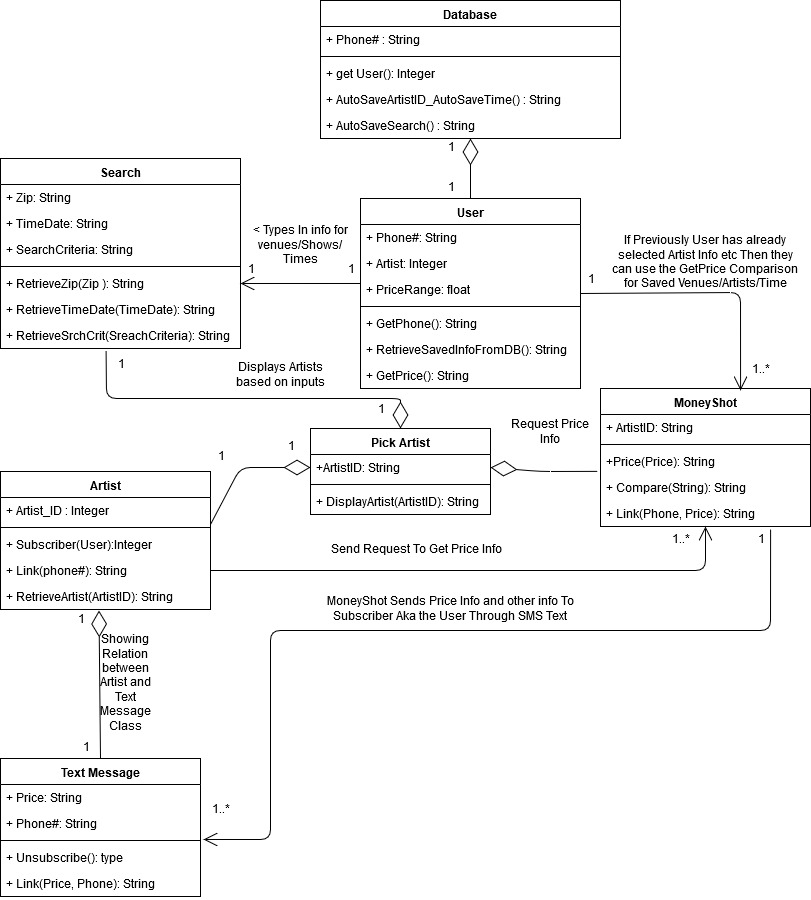 Database
+ Phone# : String
+ get User(): Integer
+ AutoSaveArtistID_AutoSaveTime() : String
+ AutoSaveSearch() : String
1
1
Search
+ Zip: String
+ TimeDate: String
+ SearchCriteria: String
+ RetrieveZip(Zip ): String
+ RetrieveTimeDate(TimeDate): String
+ RetrieveSrchCrit(SreachCriteria): String
< Types In info for
venues/Shows/
Times
1
1
User
+ Phone#: String
+ Artist: Integer
+ PriceRange: float
+ GetPhone(): String
+ RetrieveSavedInfoFromDB(): String
+ GetPrice(): String
If Previously User has already
selected Artist Info etc Then they
can use the GetPrice Comparison
for Saved Venues/Artists/Time
1
1..*
1
Displays Artists
based on inputs
1
MoneyShot
+ ArtistID: String
+Price(Price): String
+ Compare(String): String
+ Link(Phone, Price): String
Request Price
Info
Pick Artist
+ArtistID: String
+ DisplayArtist(ArtistID): String
1
1
Artist
+ Artist_ID : Integer
+ Subscriber(User):Integer
+ Link(phone#): String
+ RetrieveArtist(ArtistID): String
Send Request To Get Price Info
1..*
1
MoneyShot Sends Price Info and other info To
Subscriber Aka the User Through SMS Text
1
Showing
Relation
between
Artist and
Text
Message
Class
1
Text Message
+ Price: String
+ Phone#: String
+ Unsubscribe(): type
+ Link(Price, Phone): String
1..*